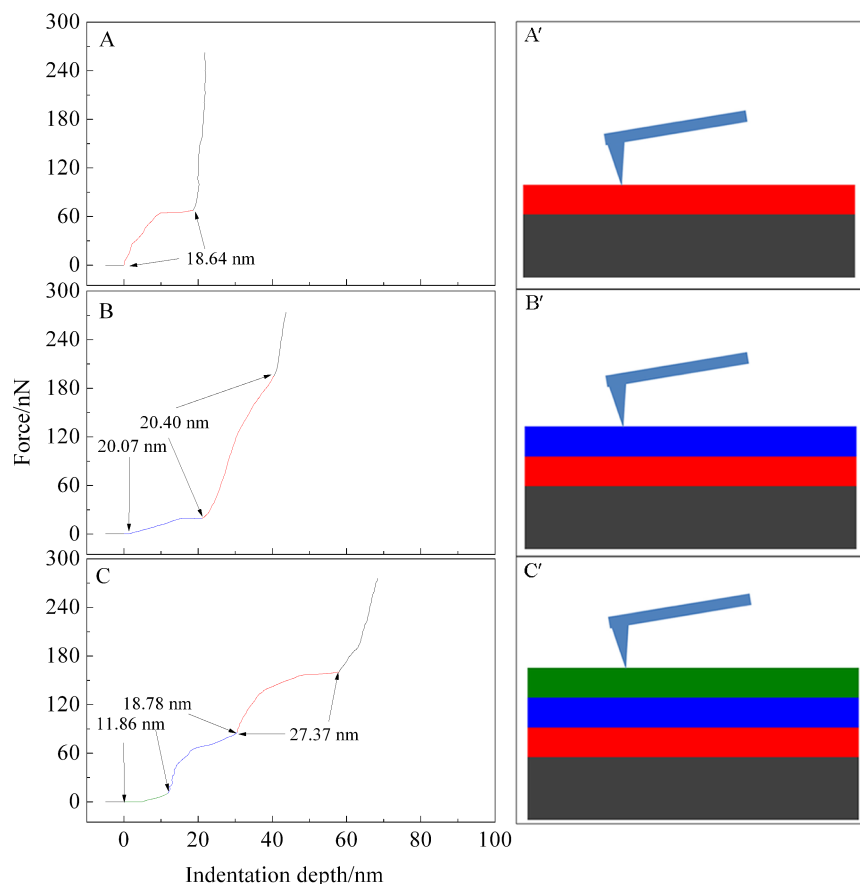 A
300
240
180
120
60
0
18.64 nm
A′
B
300
240
180
120
60
0
20.40 nm
20.07 nm
B′
Force/nN
C
300
240
180
120
60
0
18.78 nm
11.86 nm
27.37 nm
C′
0 20 40 60 80 100
Indentation depth/nm